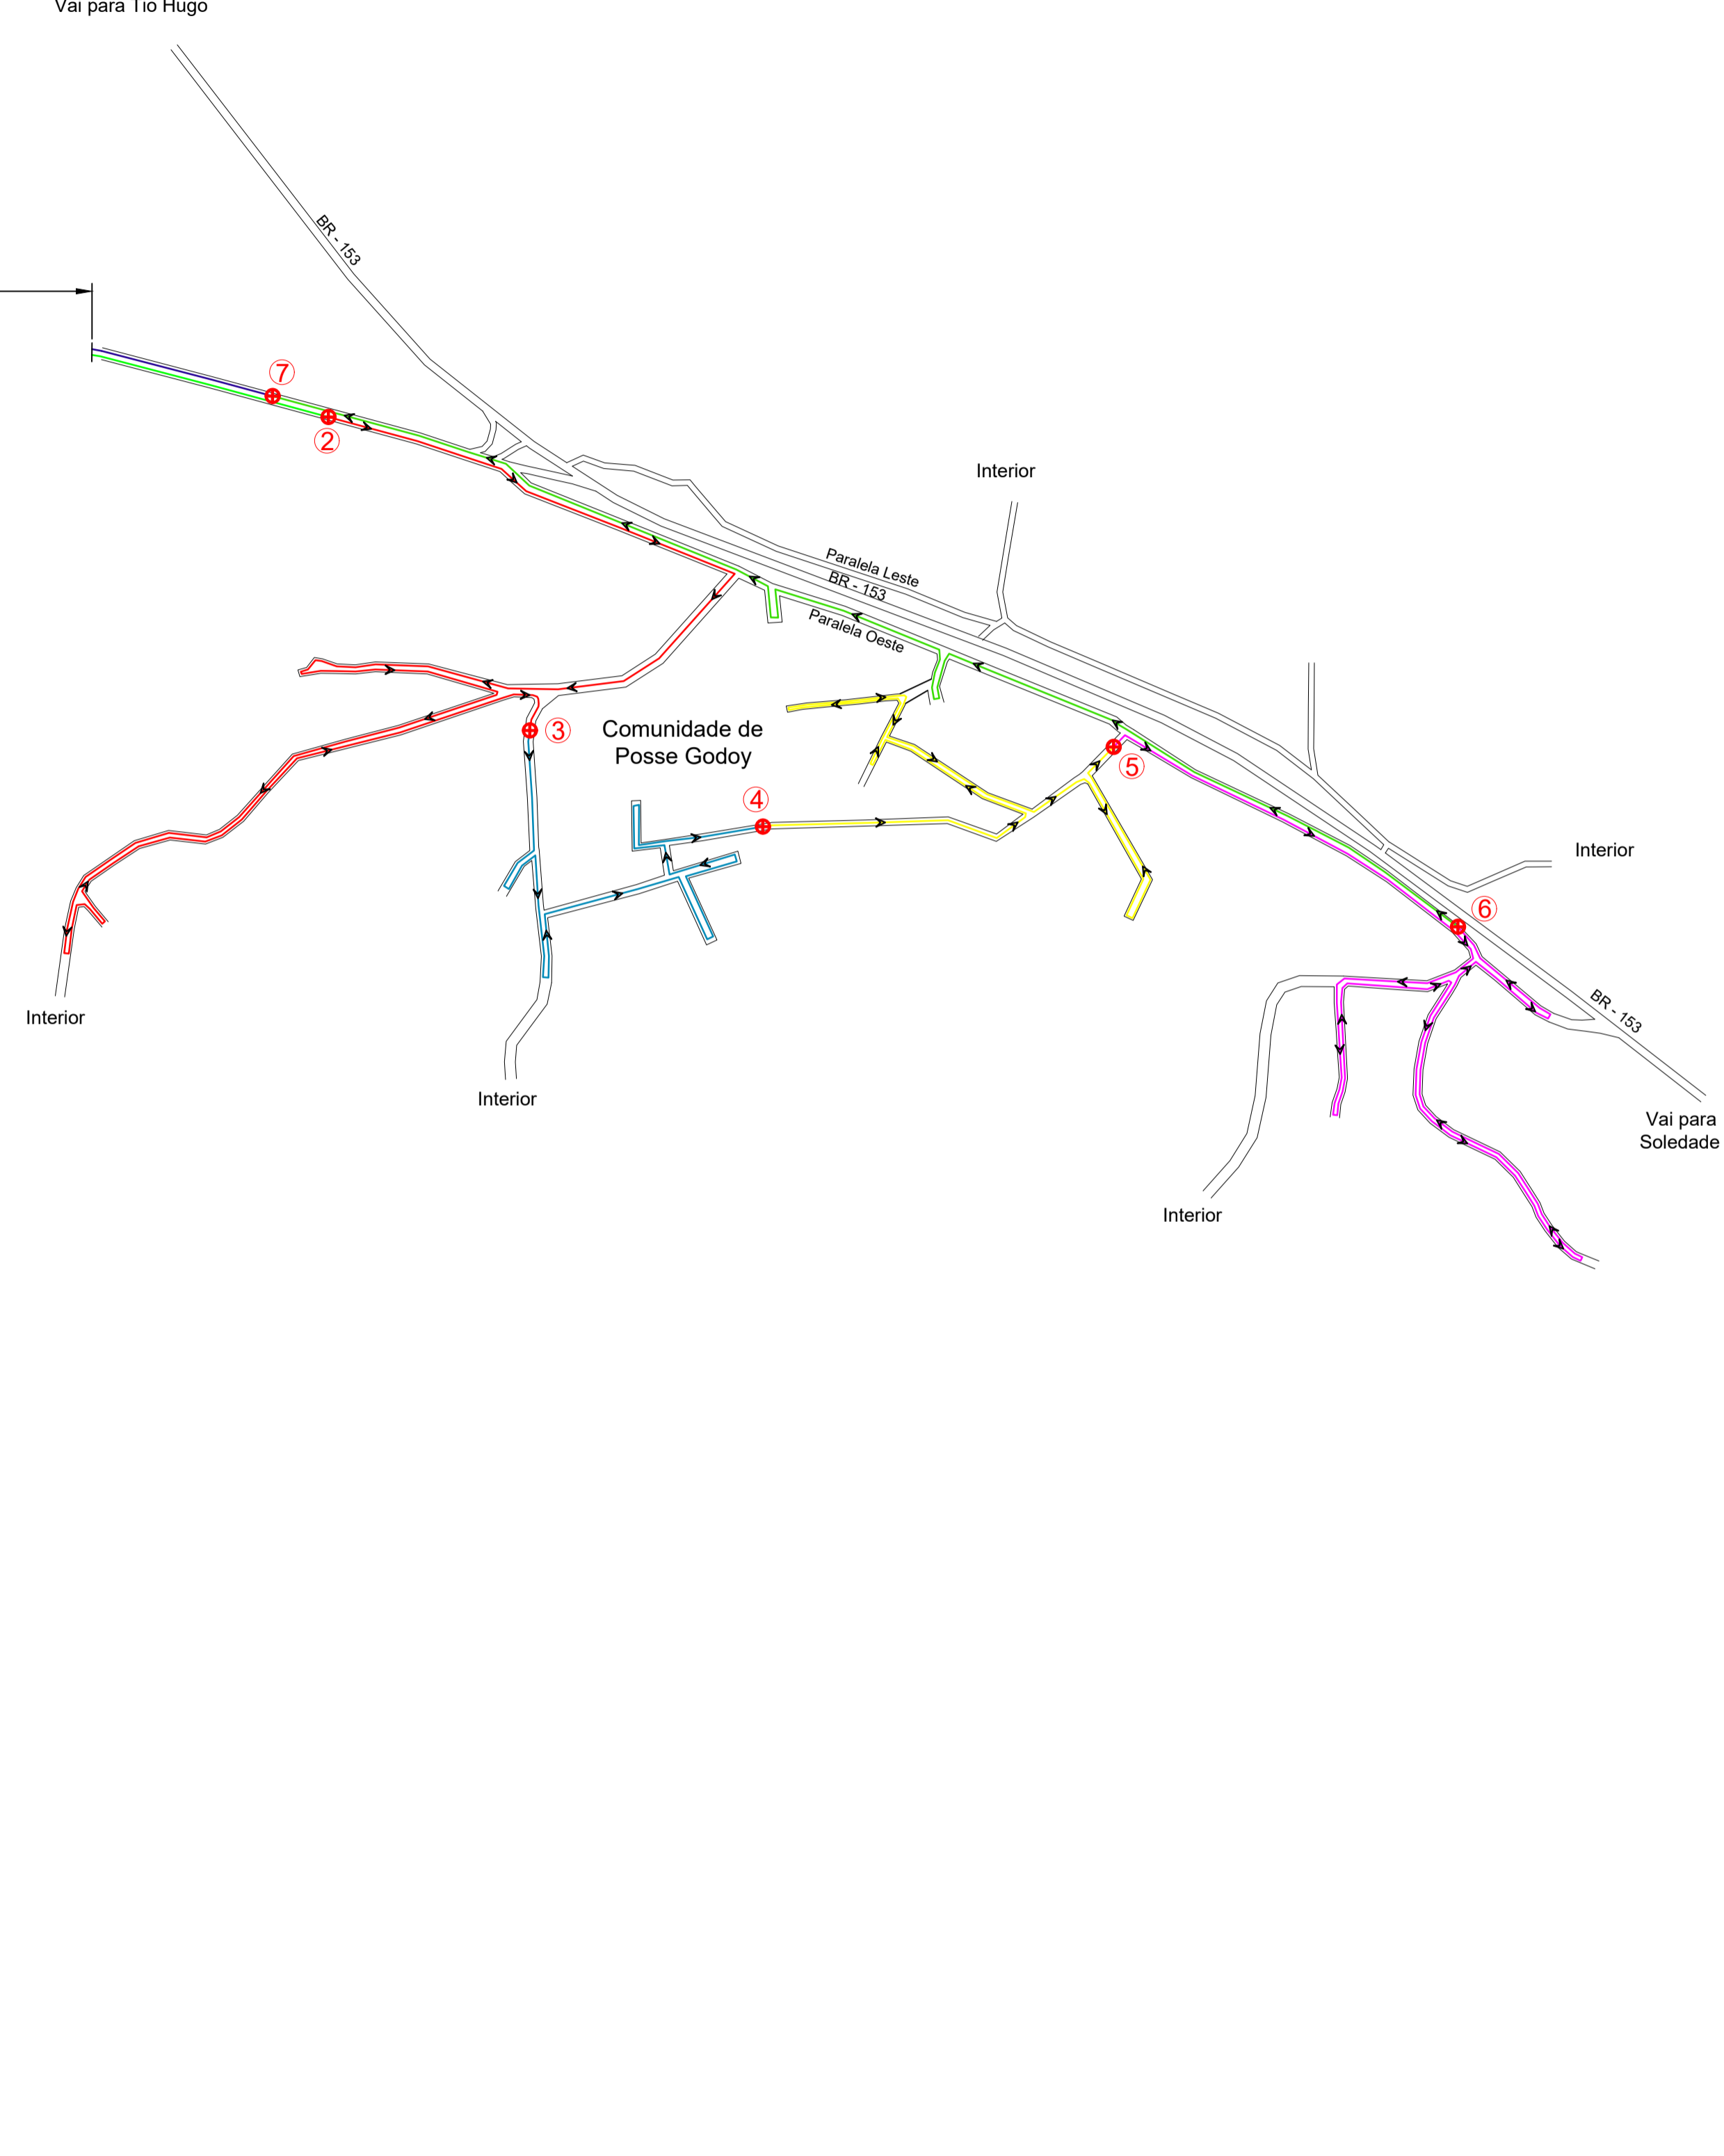 Vai para Tio Hugo
BR - 153
7
2
Interior
Paralela Leste
BR - 153
Paralela Oeste
Comunidade de
Posse Godoy
3
4
5
Interior
6
Interior
BR - 153
Interior
Vai para
Soledade
Interior